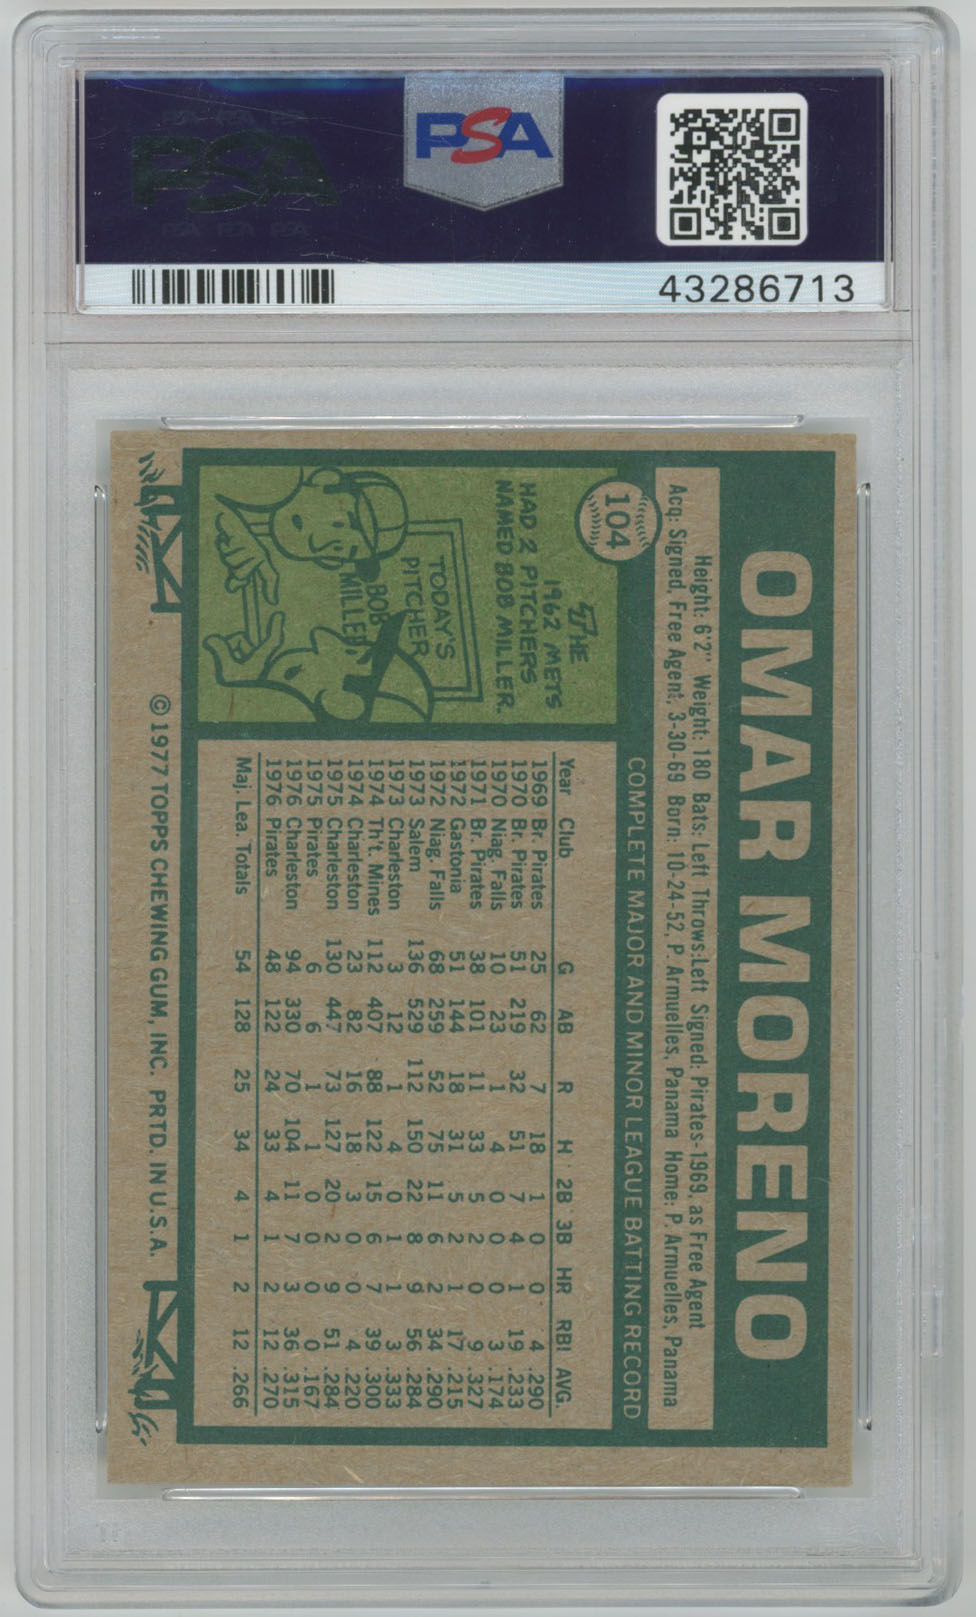 PSA PSA PSA
PSA
PSA PSA PSA
PSA
43286713
104
OMAR MORENO
Height: 6'2" Weight: 180 Bats: Left Throws: Left Signed: Pirates-1969, as Free Agent
Acq: Signed, Free Agent, 3-30-69 Born: 10-24-52, P. Armuelles, Panama Home: P. Armuelles, Panama
COMPLETE MAJOR AND MINOR LEAGUE BATTING RECORD
THE
1962 METS
HAD 2 PITCHERS
NAMED BOB MILLER.
TODAY'S
PITCHER
BOB
MILLER
Year Club G AB R H 2B 3B HR RBI AVG.
1969 Br. Pirates 25 62 7 18 1 0 0 4 .290
1970 Br. Pirates 51 219 32 51 7 4 1 19 .233
1970 Niag. Falls 10 23 1 4 0 0 0 3 .174
1971 Br. Pirates 38 101 11 33 5 2 0 9 .327
1972 Gastonia 51 144 18 31 5 2 1 17 .215
1972 Niag. Falls 68 259 52 75 11 6 2 34 .290
1973 Salem 136 529 112 150 22 8 9 56 .284
1973 Charleston 3 12 1 4 0 1 1 3 .333
1974 Th't. Mines 112 407 88 122 15 6 7 39 .300
1974 Charleston 23 82 16 18 3 0 0 4 .220
1975 Charleston 130 447 73 127 20 2 9 51 .284
1975 Pirates 6 6 1 1 0 0 0 0 .167
1976 Charleston 94 330 70 104 11 7 3 36 .315
1976 Pirates 48 122 24 33 4 1 2 12 .270
Maj. Lea. Totals 54 128 25 34 4 1 2 12 .266
©1977 TOPPS CHEWING GUM, INC. PRTD. IN U.S.A.